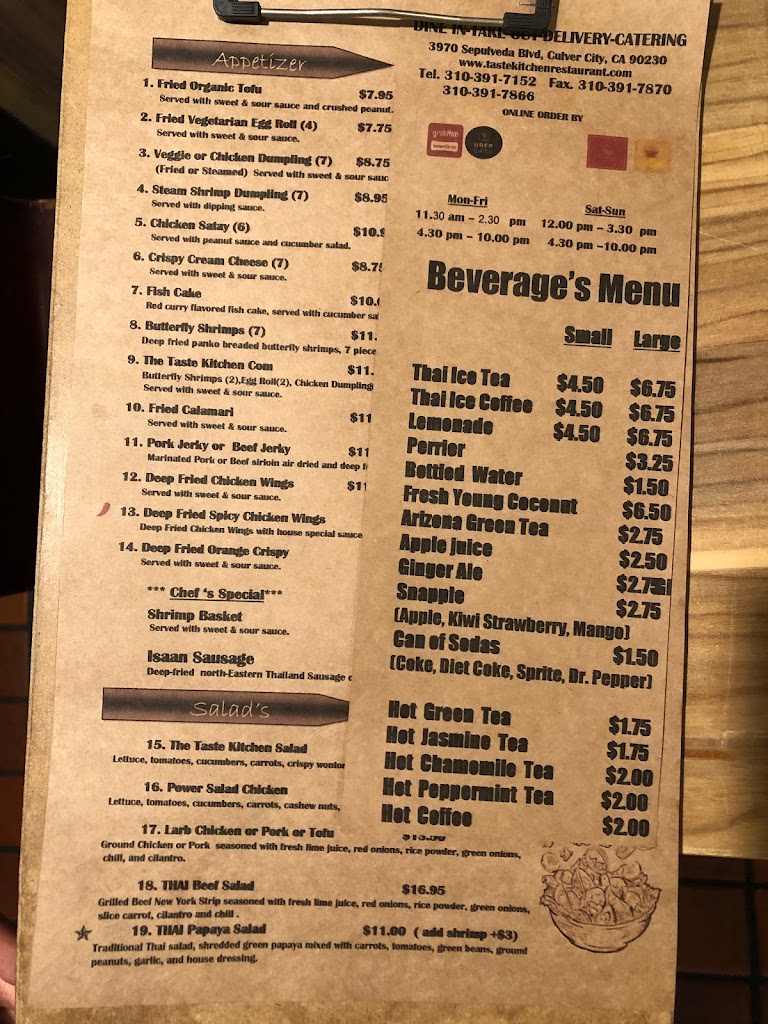 Appetizer
1. Fried Organic Tofu $7.95
Served with sweet & sour sauce and crushed peanut.
2. Fried Vegetarian Egg Roll (4) $7.75
Served with sweet & sour sauce.
3. Veggie or Chicken Dumpling (7) $8.75
(Fried or Steamed) Served with sweet & sour sauc
4. Steam Shrimp Dumpling (7) $8.95
Served with dipping sauce.
5. Chicken Satay (6) $10.9
Served with peanut sauce and cucumber salad.
6. Crispy Cream Cheese (7) $8.75
Served with sweet & sour sauce.
7. Fish Cake $10.
Red curry flavored fish cake, served with cucumber sa
8. Butterfly Shrimps (7) $11.
Deep fried panko breaded butterfly shrimps, 7 piece
9. The Taste Kitchen Com $11.
Butterfly Shrimps (2),Egg Roll(2), Chicken Dumpling
Served with sweet & sour sauce.
10. Fried Calamari $11
Served with sweet & sour sauce.
11. Pork Jerky or Beef Jerky $11
Marinated Pork or Beef sirloin air dried and deep f
12. Deep Fried Chicken Wings $11
Served with sweet & sour sauce.
13. Deep Fried Spicy Chicken Wings
Deep Fried Chicken Wings with house special sauce
14. Deep Fried Orange Crispy
Served with sweet & sour sauce.
*** Chef 's Special***
Shrimp Basket
Served with sweet & sour sauce.
Isaan Sausage
Deep-fried north-Eastern Thailand Sausage
Salad's
15. The Taste Kitchen Salad
Lettuce, tomatoes, cucumbers, carrots, crispy wonton
16. Power Salad Chicken
Lettuce, tomatoes, cucumbers, carrots, cashew nuts,
17. Larb Chicken or Pork or Tofu
Ground Chicken or Pork seasoned with fresh lime juice, red onions, rice powder, green onions,
chili, and cilantro.
18. THAI Beef Salad $16.95
Grilled Beef New York Strip seasoned with fresh lime juice, red onions, rice powder, green onions,
slice carrot, cilantro and chili .
19. THAI Papaya Salad $11.00 ( add shrimp +$3)
Traditional Thai salad, shredded green papaya mixed with carrots, tomatoes, green beans, ground
peanuts, garlic, and house dressing.
DINE IN-TAKE OUT-DELIVERY-CATERING
3970 Sepulveda Blvd, Culver City, CA 90230
www.tastekitchenrestaurant.com
Tel. 310-391-7152 Fax. 310-391-7870
310-391-7866
ONLINE ORDER BY
GRUBHUB
UBER
Mon-Fri Sat-Sun
11.30 am – 2.30 pm 12.00 pm – 3.30 pm
4.30 pm – 10.00 pm 4.30 pm –10.00 pm
Beverage's Menu
Small Large
Thai Ice Tea $4.50 $6.75
Thai Ice Coffee $4.50 $6.75
Lemonade $4.50 $6.75
Perrier $3.25
Bottled Water $1.50
Fresh Young Coconut $6.50
Arizona Green Tea $2.75
Apple juice $2.50
Ginger Ale $2.75
Snapple $2.75
(Apple, Kiwi Strawberry, Mango)
Can of Sodas $1.50
(Coke, Diet Coke, Sprite, Dr. Pepper)
Hot Green Tea $1.75
Hot Jasmine Tea $1.75
Hot Chamomile Tea $2.00
Hot Peppermint Tea $2.00
Hot Coffee $2.00